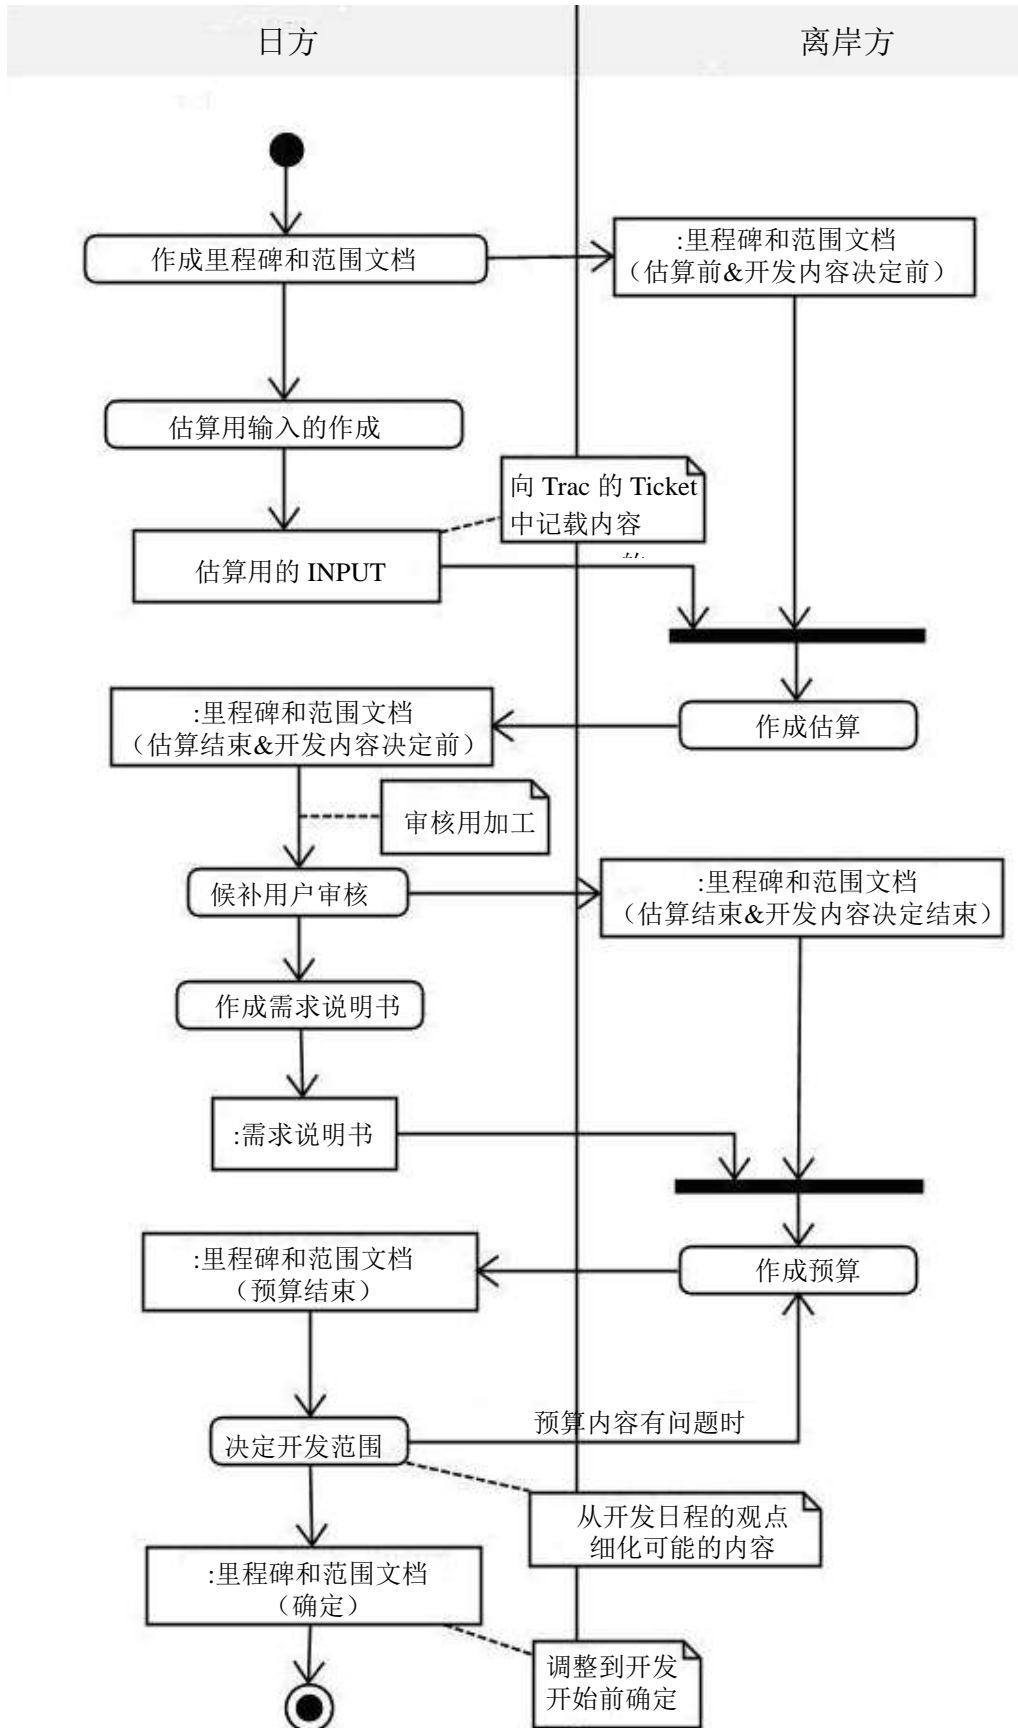 日方
离岸方
作成里程碑和范围文档
:里程碑和范围文档
（估算前&开发内容决定前）
估算用输入的作成
向 Trac 的 Ticket
中记载内容
估算用的 INPUT
:里程碑和范围文档
（估算结束&开发内容决定前）
作成估算
审核用加工
候补用户审核
:里程碑和范围文档
（估算结束&开发内容决定结束）
作成需求说明书
:需求说明书
:里程碑和范围文档
（预算结束）
作成预算
预算内容有问题时
决定开发范围
从开发日程的观点
细化可能的内容
:里程碑和范围文档
（确定）
调整到开发
开始前确定